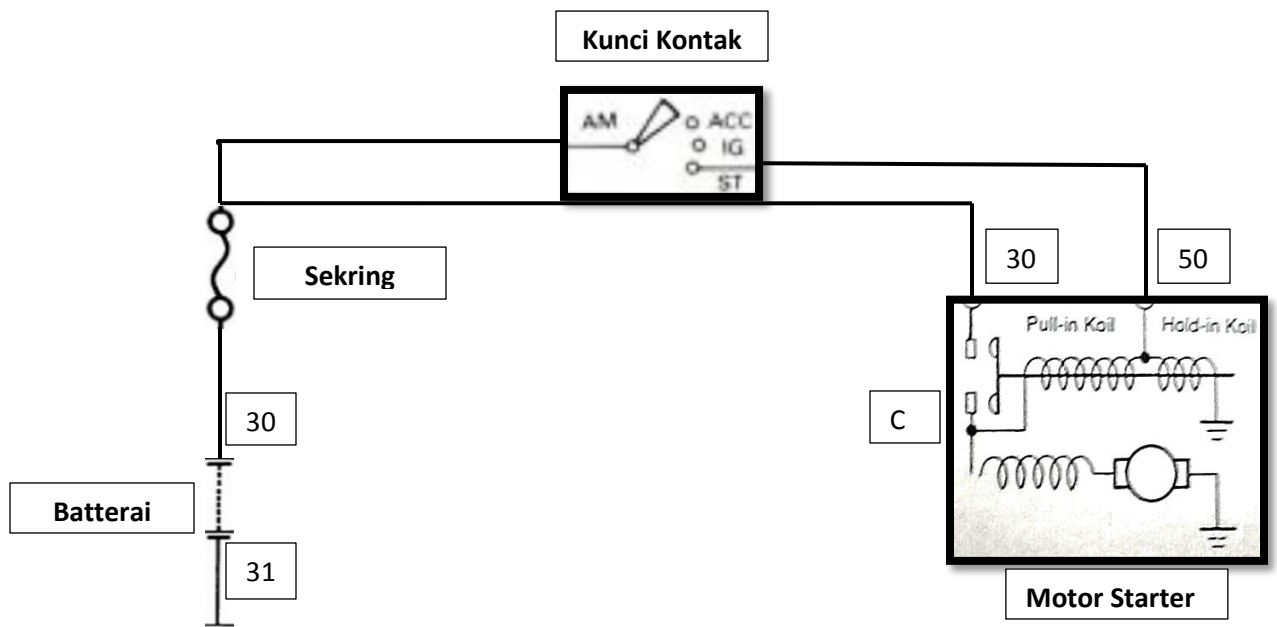 Kunci Kontak
AM
ACC
IG
ST
Sekring
30
50
Pull-in Koil
Hold-in Koil
30
C
Batterai
31
Motor Starter